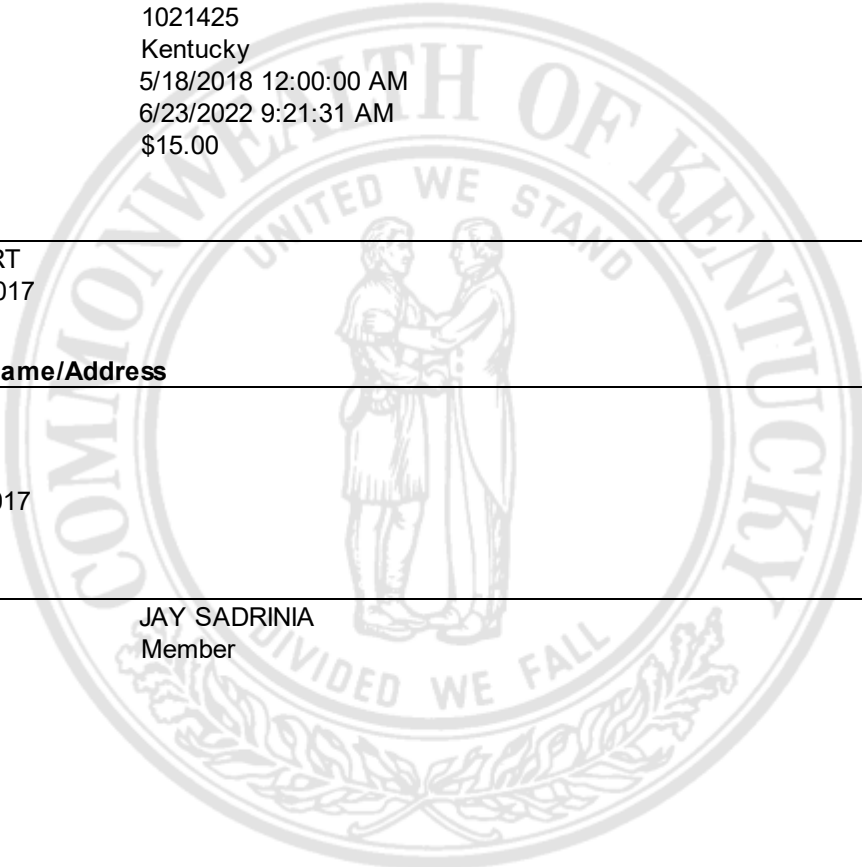 1021425
Kentucky
5/18/2018 12:00:00 AM
6/23/2022 9:21:31 AM
$15.00
RT
017
ame/Address
017
JAY SADRINIA
Member
COMMONWEALTH OF KENTUCKY
UNITED WE STAND
DIVIDED WE FALL